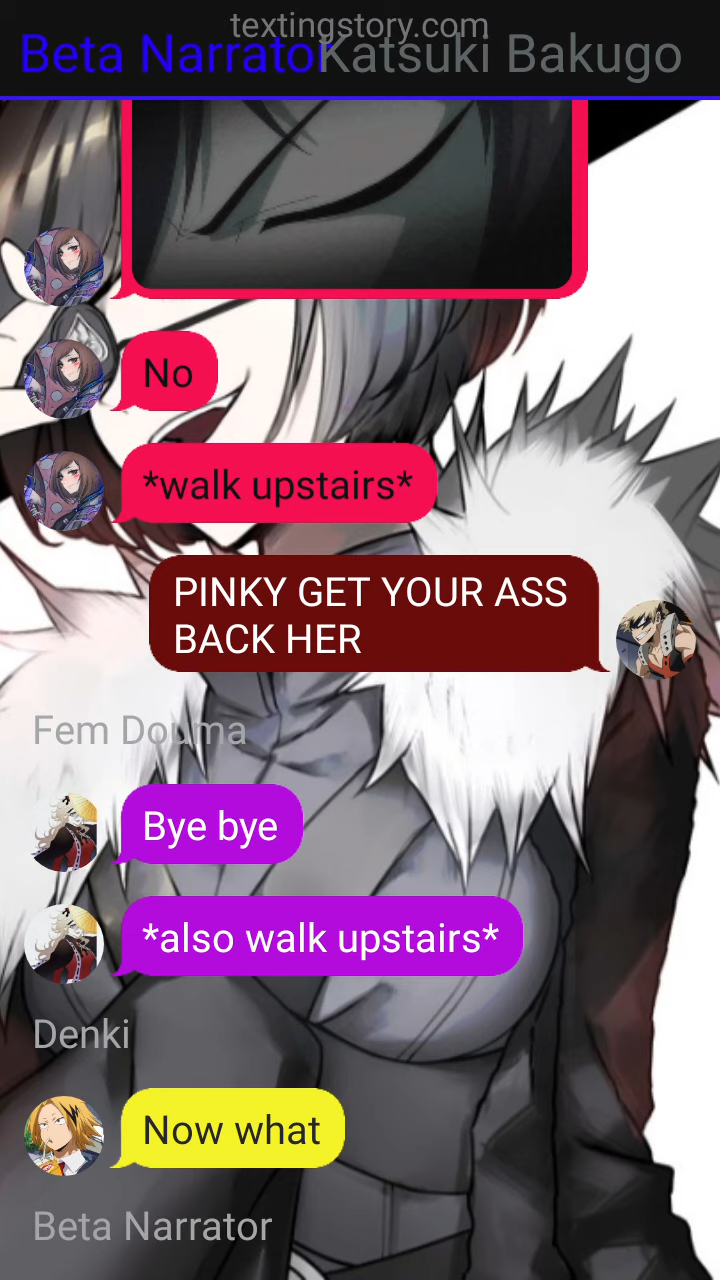 textingstory.com
Beta Narrator Katsuki Bakugo
No
*walk upstairs*
PINKY GET YOUR ASS
BACK HER
Fem Douma
Bye bye
*also walk upstairs*
Denki
Now what
Beta Narrator